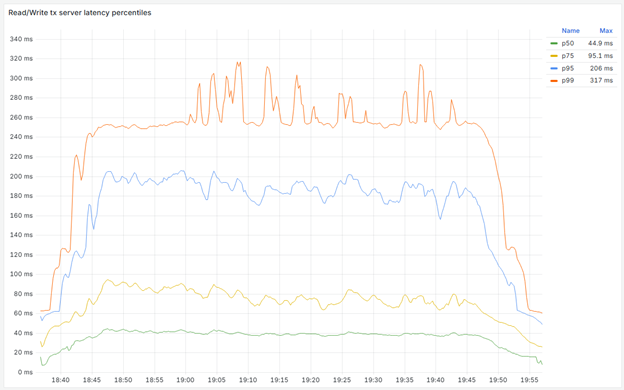 Read/Write tx server latency percentiles
340 ms
320 ms
300 ms
280 ms
260 ms
240 ms
220 ms
200 ms
180 ms
160 ms
140 ms
120 ms
100 ms
80 ms
60 ms
40 ms
20 ms
0 ms
18:40 18:45 18:50 18:55 19:00 19:05 19:10 19:15 19:20 19:25 19:30 19:35 19:40 19:45 19:50 19:55
Name Max
p50 44.9 ms
p75 95.1 ms
p95 206 ms
p99 317 ms